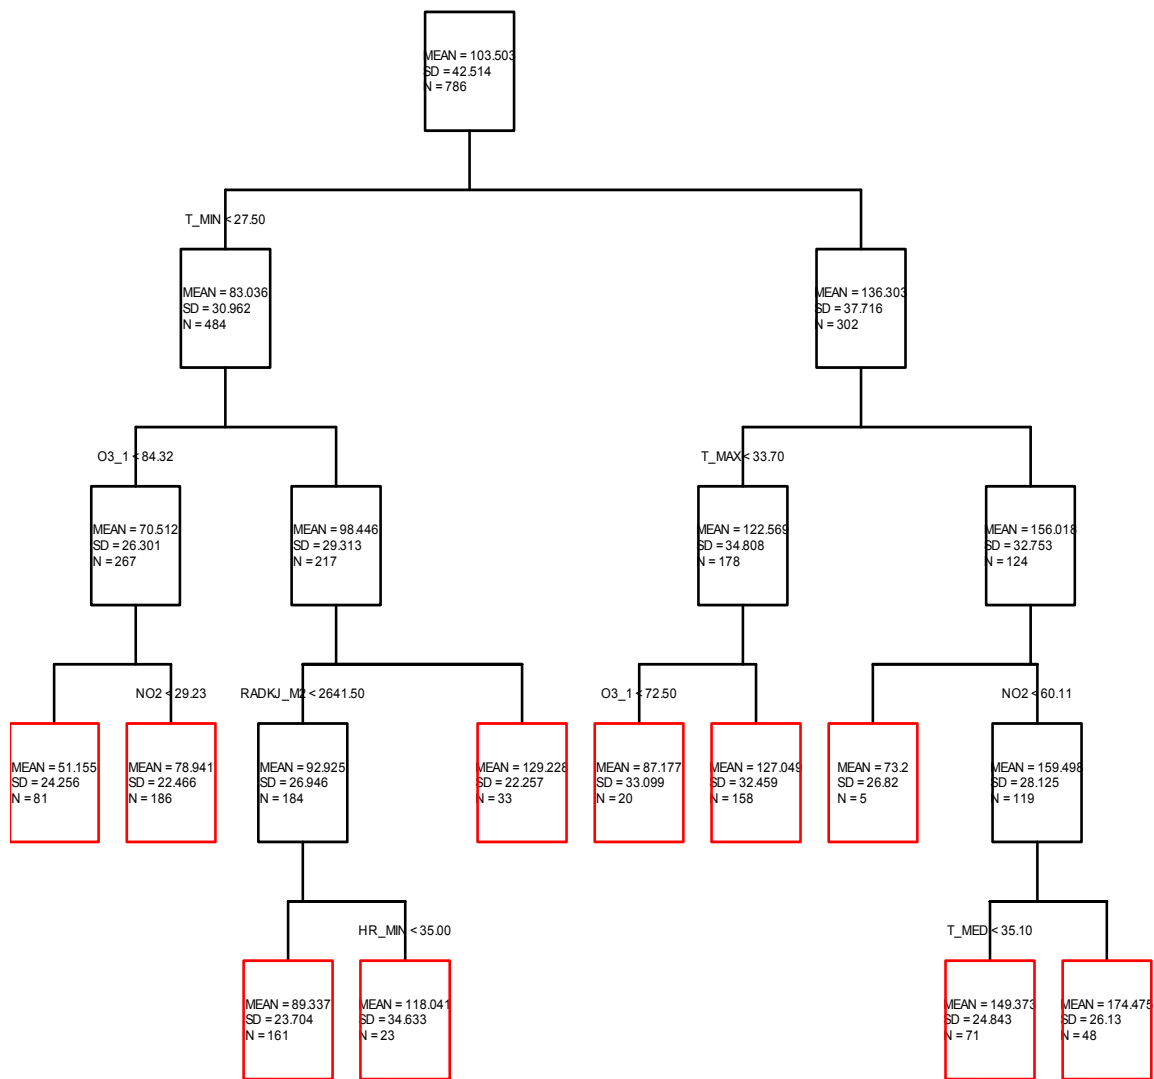 MEAN = 103.503
SD = 42.514
N = 786
T_MIN < 27.50
MEAN = 83.036
SD = 30.962
N = 484
MEAN = 136.303
SD = 37.716
N = 302
O3_1 < 84.32
T_MAX < 33.70
MEAN = 70.512
SD = 26.301
N = 267
MEAN = 98.446
SD = 29.313
N = 217
MEAN = 122.569
SD = 34.808
N = 178
MEAN = 156.018
SD = 32.753
N = 124
NO2 < 29.23
RADKJ_M2 < 2641.50
O3_1 < 72.50
NO2 < 60.11
MEAN = 51.155
SD = 24.256
N = 81
MEAN = 78.941
SD = 22.466
N = 186
MEAN = 92.925
SD = 26.946
N = 184
MEAN = 129.228
SD = 22.257
N = 33
MEAN = 87.177
SD = 33.099
N = 20
MEAN = 127.049
SD = 32.459
N = 158
MEAN = 73.2
SD = 26.82
N = 5
MEAN = 159.498
SD = 28.125
N = 119
HR_MIN < 35.00
T_MED < 35.10
MEAN = 89.337
SD = 23.704
N = 161
MEAN = 118.041
SD = 34.633
N = 23
MEAN = 149.373
SD = 24.843
N = 71
MEAN = 174.475
SD = 26.13
N = 48